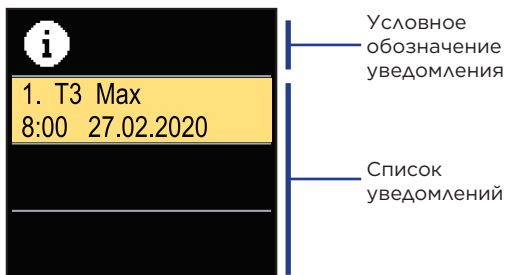 i
1. T3 Max
8:00 27.02.2020
Условное
обозначение
уведомления
Список
уведомлений